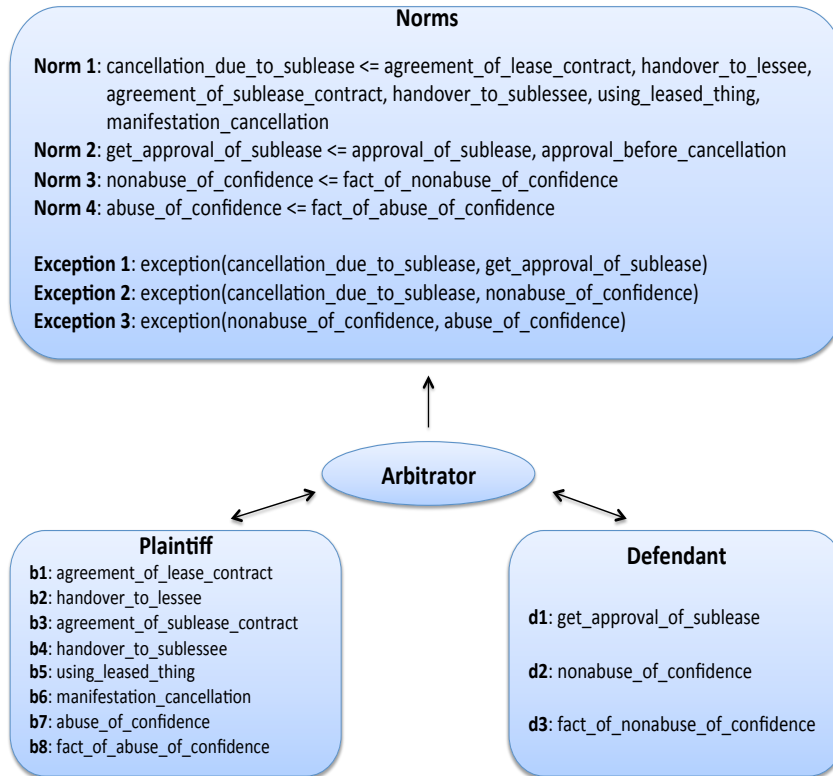 Norms
Norm 1: cancellation_due_to_sublease <= agreement_of_lease_contract, handover_to_lessee,
agreement_of_sublease_contract, handover_to_sublessee, using_leased_thing,
manifestation_cancellation
Norm 2: get_approval_of_sublease <= approval_of_sublease, approval_before_cancellation
Norm 3: nonabuse_of_confidence <= fact_of_nonabuse_of_confidence
Norm 4: abuse_of_confidence <= fact_of_abuse_of_confidence
Exception 1: exception(cancellation_due_to_sublease, get_approval_of_sublease)
Exception 2: exception(cancellation_due_to_sublease, nonabuse_of_confidence)
Exception 3: exception(nonabuse_of_confidence, abuse_of_confidence)
Arbitrator
Plaintiff
b1: agreement_of_lease_contract
b2: handover_to_lessee
b3: agreement_of_sublease_contract
b4: handover_to_sublessee
b5: using_leased_thing
b6: manifestation_cancellation
b7: abuse_of_confidence
b8: fact_of_abuse_of_confidence
Defendant
d1: get_approval_of_sublease
d2: nonabuse_of_confidence
d3: fact_of_nonabuse_of_confidence